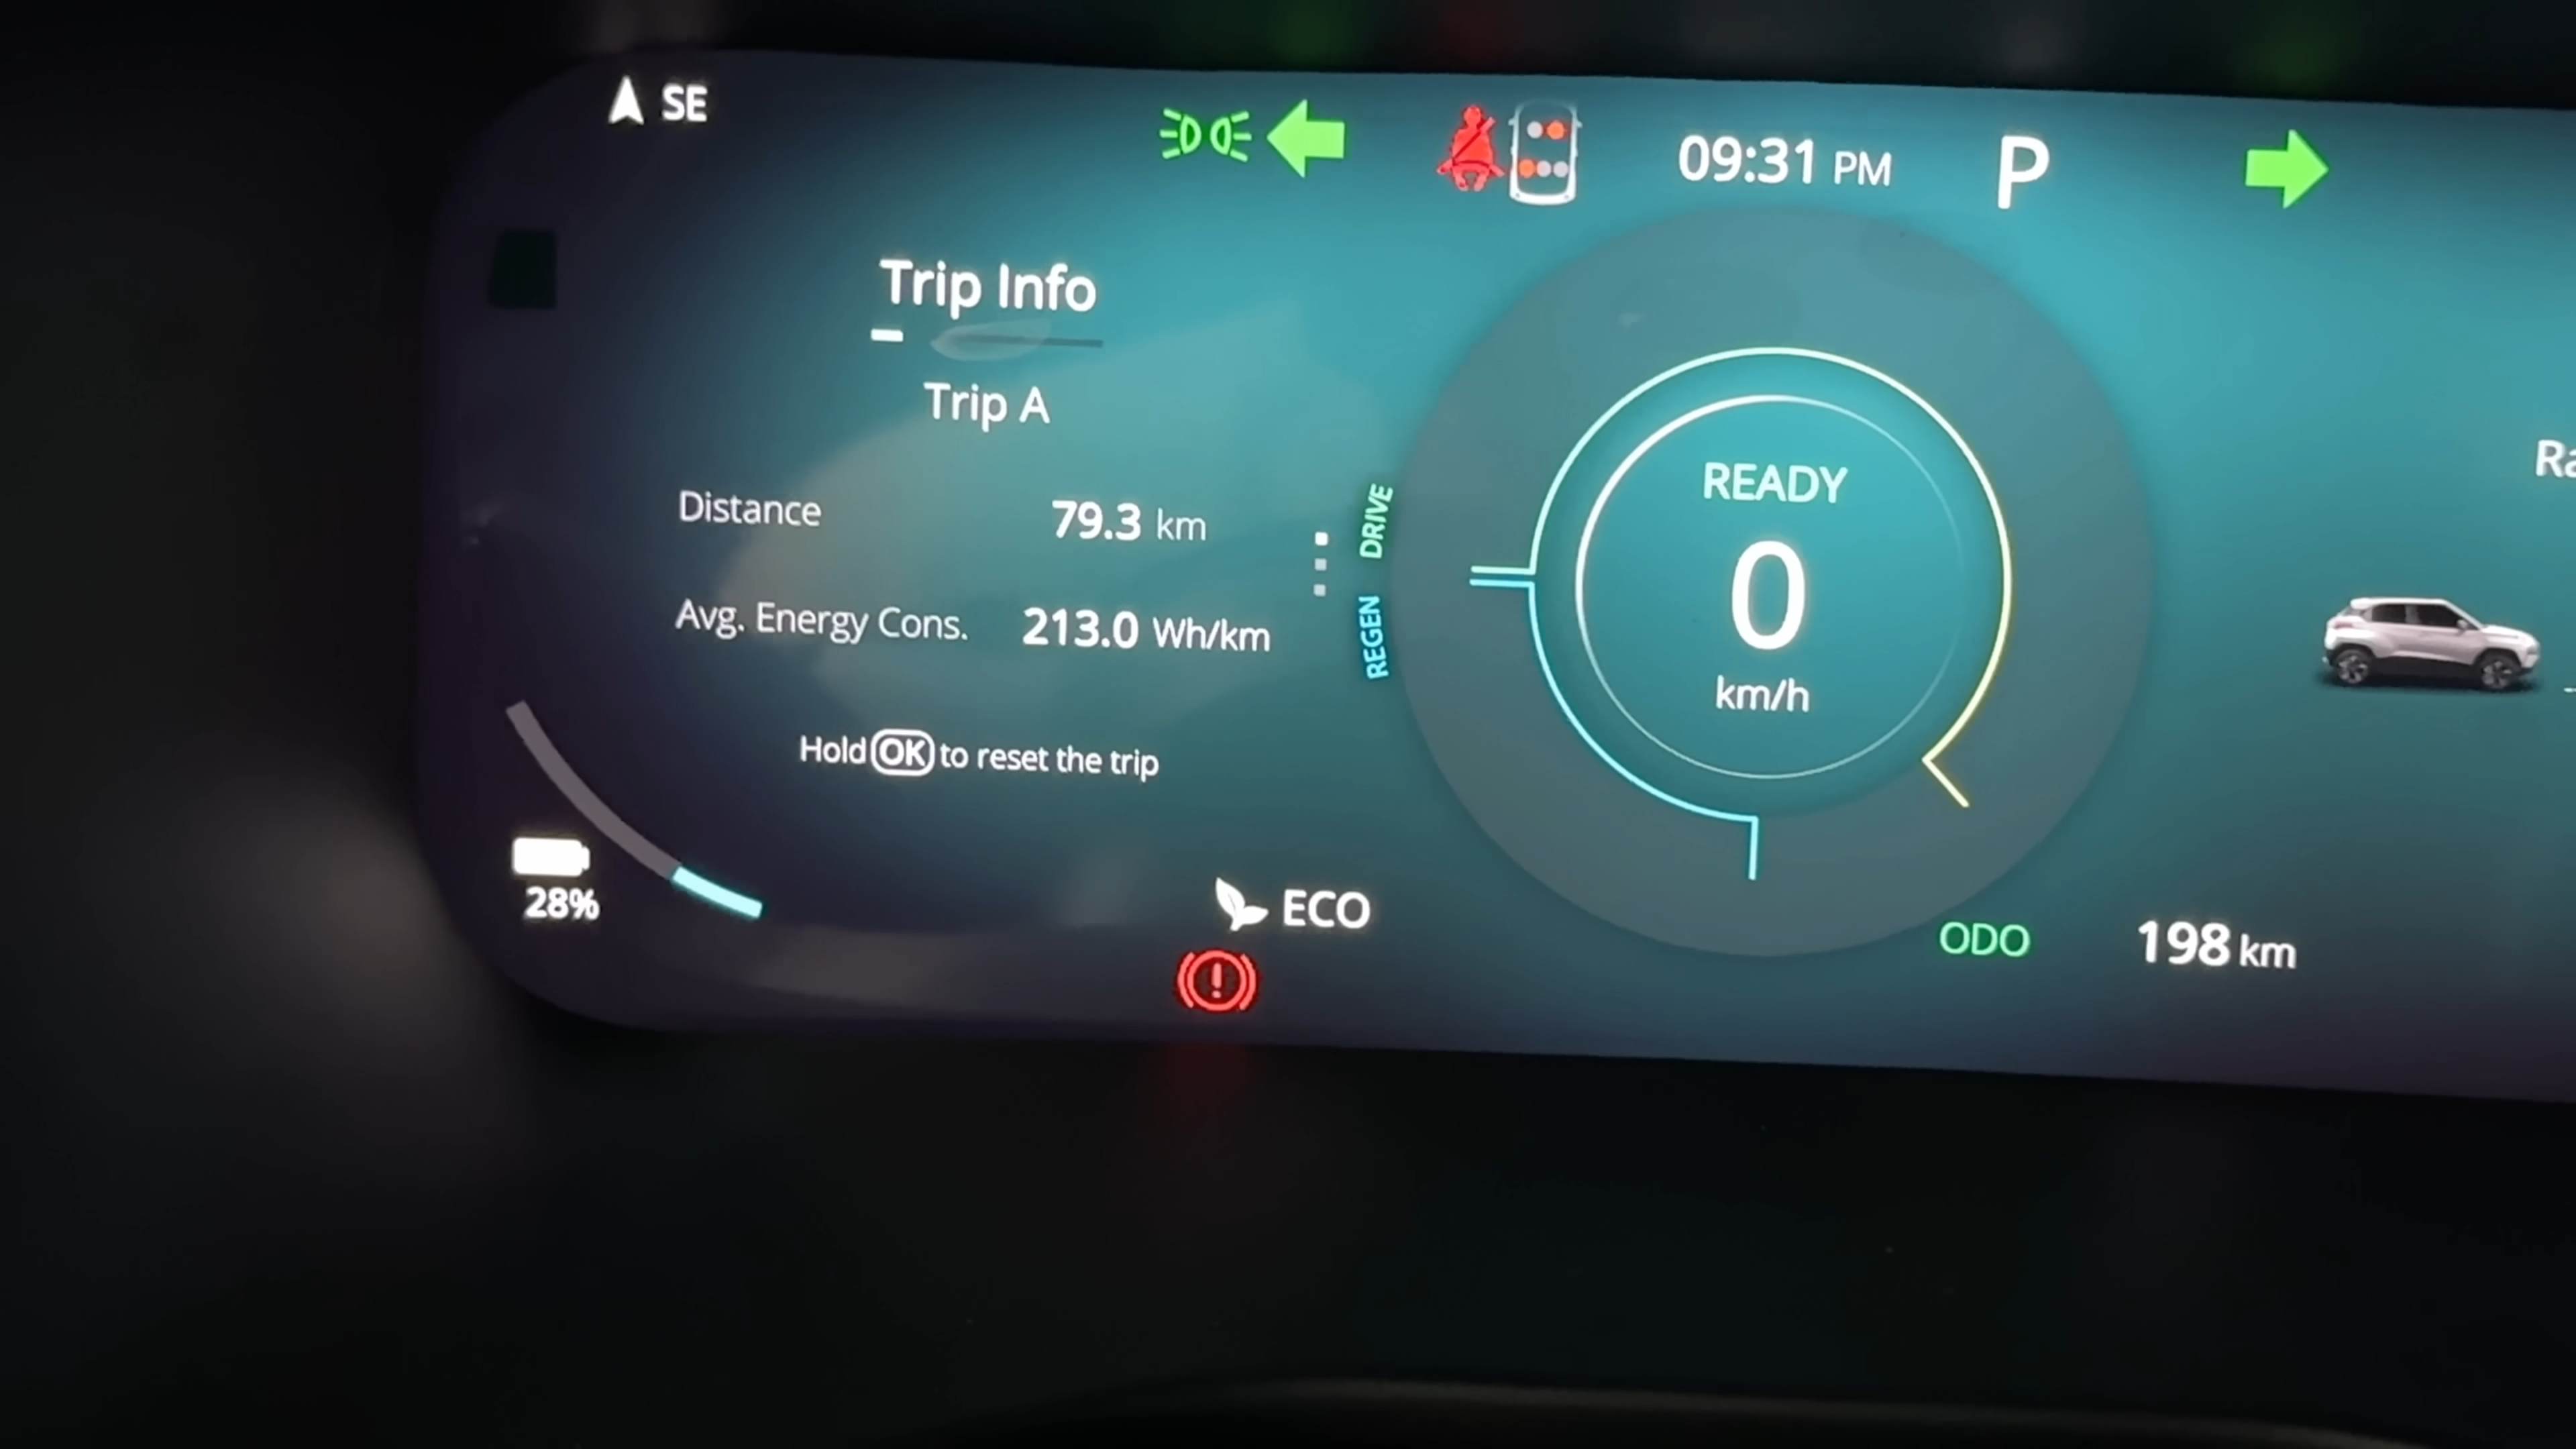 SE
09:31 PM
P
Trip Info
Trip A
Distance 79.3 km
Avg. Energy Cons. 213.0 Wh/km
Hold OK to reset the trip
28%
ECO
DRIVE
REGEN
READY
0
km/h
ODO 198 km